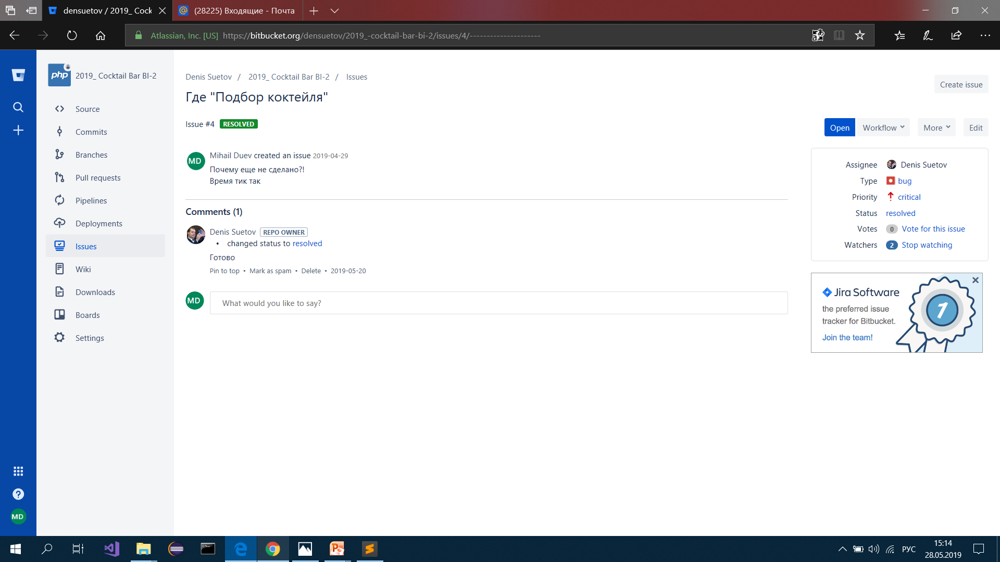 densuetov / 2019_ Cock
(28225) Входящие - Почта
Atlassian, Inc. [US] https://bitbucket.org/densuetov/2019_-cocktail-bar-bi-2/issues/4/---------------------
php
2019_ Cocktail Bar BI-2
Source
Commits
Branches
Pull requests
Pipelines
Deployments
Issues
Wiki
Downloads
Boards
Settings
MD
Denis Suetov / 2019_ Cocktail Bar BI-2 / Issues
Create issue
Где "Подбор коктейля"
Issue #4 RESOLVED
Open Workflow More Edit
MD
Mihail Duev created an issue 2019-04-29
Почему еще не сделано?!
Время тик так
Comments (1)
Denis Suetov REPO OWNER
• changed status to resolved
Готово
Pin to top • Mark as spam • Delete • 2019-05-20
MD
What would you like to say?
Assignee Denis Suetov
Type bug
Priority critical
Status resolved
Votes 0 Vote for this issue
Watchers 2 Stop watching
Jira Software
the preferred issue
tracker for Bitbucket.
Join the team!
1
РУС
15:14
28.05.2019